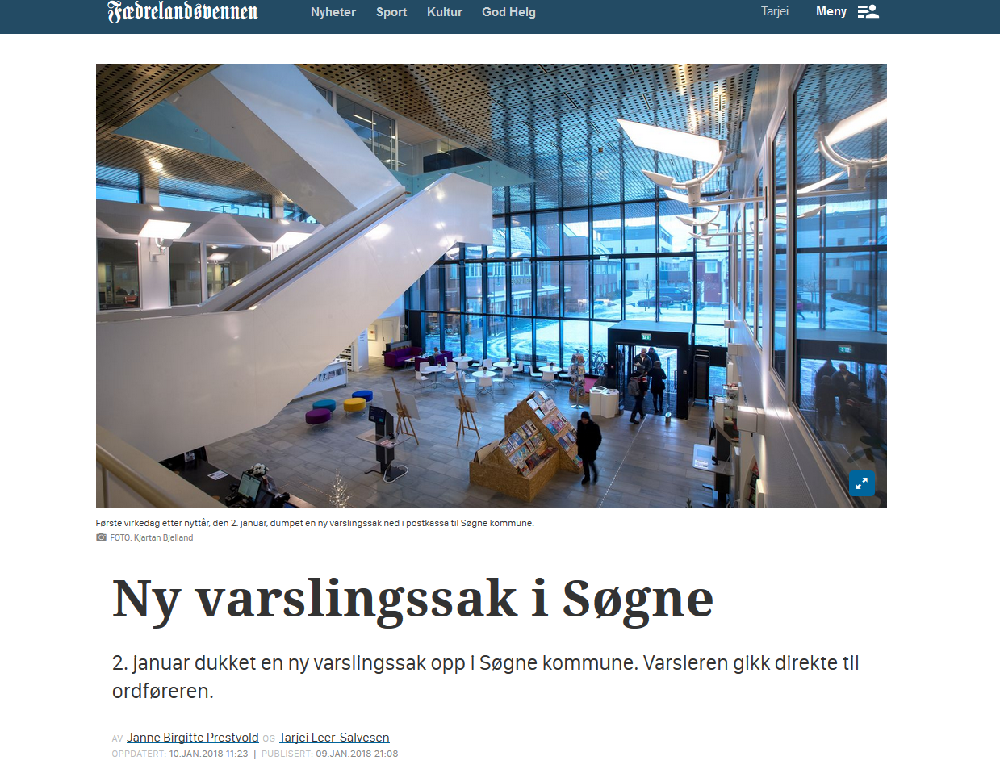 Fædrelandsvennen
Nyheter Sport Kultur God Helg
Tarjei Meny
Første virkedag etter nyttår, den 2. januar, dumpet en ny varslingssak ned i postkassa til Søgne kommune.
FOTO: Kjartan Bjelland
Ny varslingssak i Søgne
2. januar dukket en ny varslingssak opp i Søgne kommune. Varsleren gikk direkte til
ordføreren.
AV Janne Birgitte Prestvold OG Tarjei Leer-Salvesen
OPPDATERT: 10.JAN.2018 11:23 | PUBLISERT: 09.JAN.2018 21:08